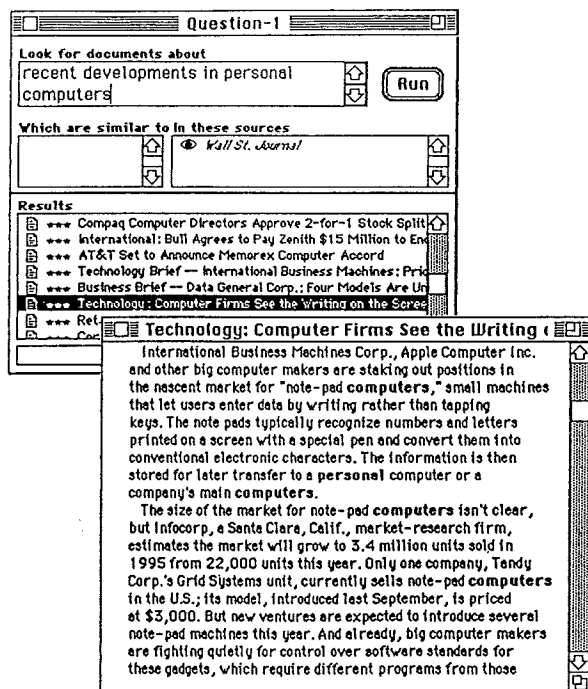 Question-1
Look for documents about
recent developments in personal
computers
Run
Which are similar to In these sources
Wall St. Journal
Results
*** Compaq Computer Directors Approve 2-for-1 Stock Split
*** International: Bull Agrees to Pay Zenith $15 Million to End
*** AT&T Set to Announce Memorex Computer Accord
*** Technology Brief -- International Business Machines: Pric
*** Business Brief -- Data General Corp.: Four Models Are Un
*** Technology: Computer Firms See the Writing on the Scree
*** Ret
*** Cor
Technology: Computer Firms See the Writing o
International Business Machines Corp., Apple Computer Inc.
and other big computer makers are staking out positions in
the nascent market for "note-pad computers," small machines
that let users enter data by writing rather than tapping
keys. The note pads typically recognize numbers and letters
printed on a screen with a special pen and convert them into
conventional electronic characters. The information is then
stored for later transfer to a personal computer or a
company's main computers.
The size of the market for note-pad computers isn't clear,
but Infocorp, a Santa Clara, Calif., market-research firm,
estimates the market will grow to 3.4 million units sold in
1995 from 22,000 units this year. Only one company, Tandy
Corp.'s Grid Systems unit, currently sells note-pad computers
in the U.S.; its model, introduced last September, is priced
at $3,000. But new ventures are expected to introduce several
note-pad machines this year. And already, big computer makers
are fighting quietly for control over software standards for
these gadgets, which require different programs from those